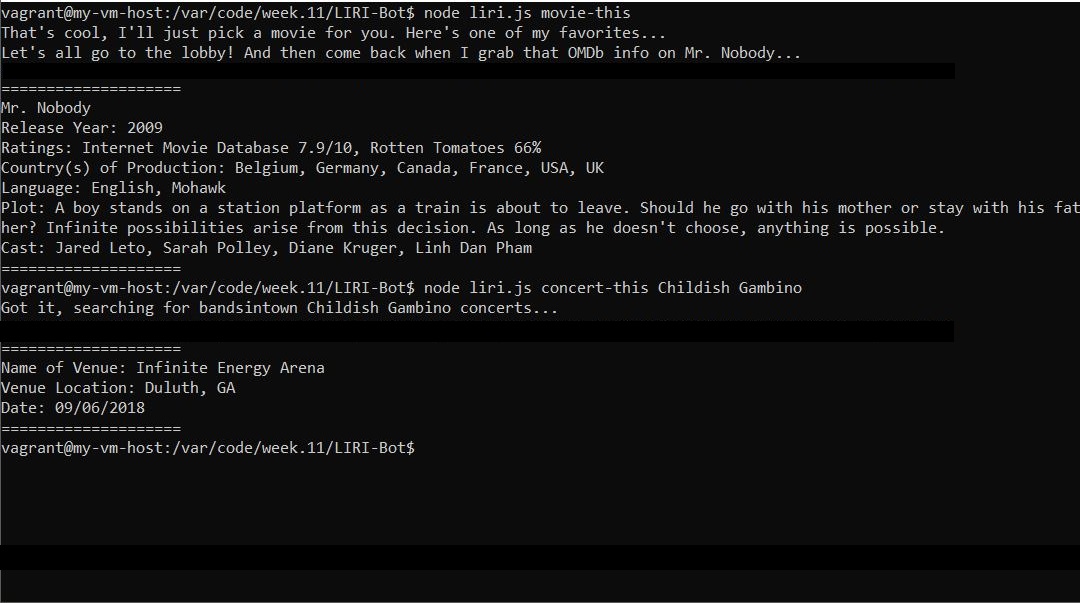 vagrant@my-vm-host:/var/code/week.11/LIRI-Bot$ node liri.js movie-this
That's cool, I'll just pick a movie for you. Here's one of my favorites...
Let's all go to the lobby! And then come back when I grab that OMDb info on Mr. Nobody...
====================
Mr. Nobody
Release Year: 2009
Ratings: Internet Movie Database 7.9/10, Rotten Tomatoes 66%
Country(s) of Production: Belgium, Germany, Canada, France, USA, UK
Language: English, Mohawk
Plot: A boy stands on a station platform as a train is about to leave. Should he go with his mother or stay with his fat
her? Infinite possibilities arise from this decision. As long as he doesn't choose, anything is possible.
Cast: Jared Leto, Sarah Polley, Diane Kruger, Linh Dan Pham
====================
vagrant@my-vm-host:/var/code/week.11/LIRI-Bot$ node liri.js concert-this Childish Gambino
Got it, searching for bandsintown Childish Gambino concerts...
====================
Name of Venue: Infinite Energy Arena
Venue Location: Duluth, GA
Date: 09/06/2018
====================
vagrant@my-vm-host:/var/code/week.11/LIRI-Bot$